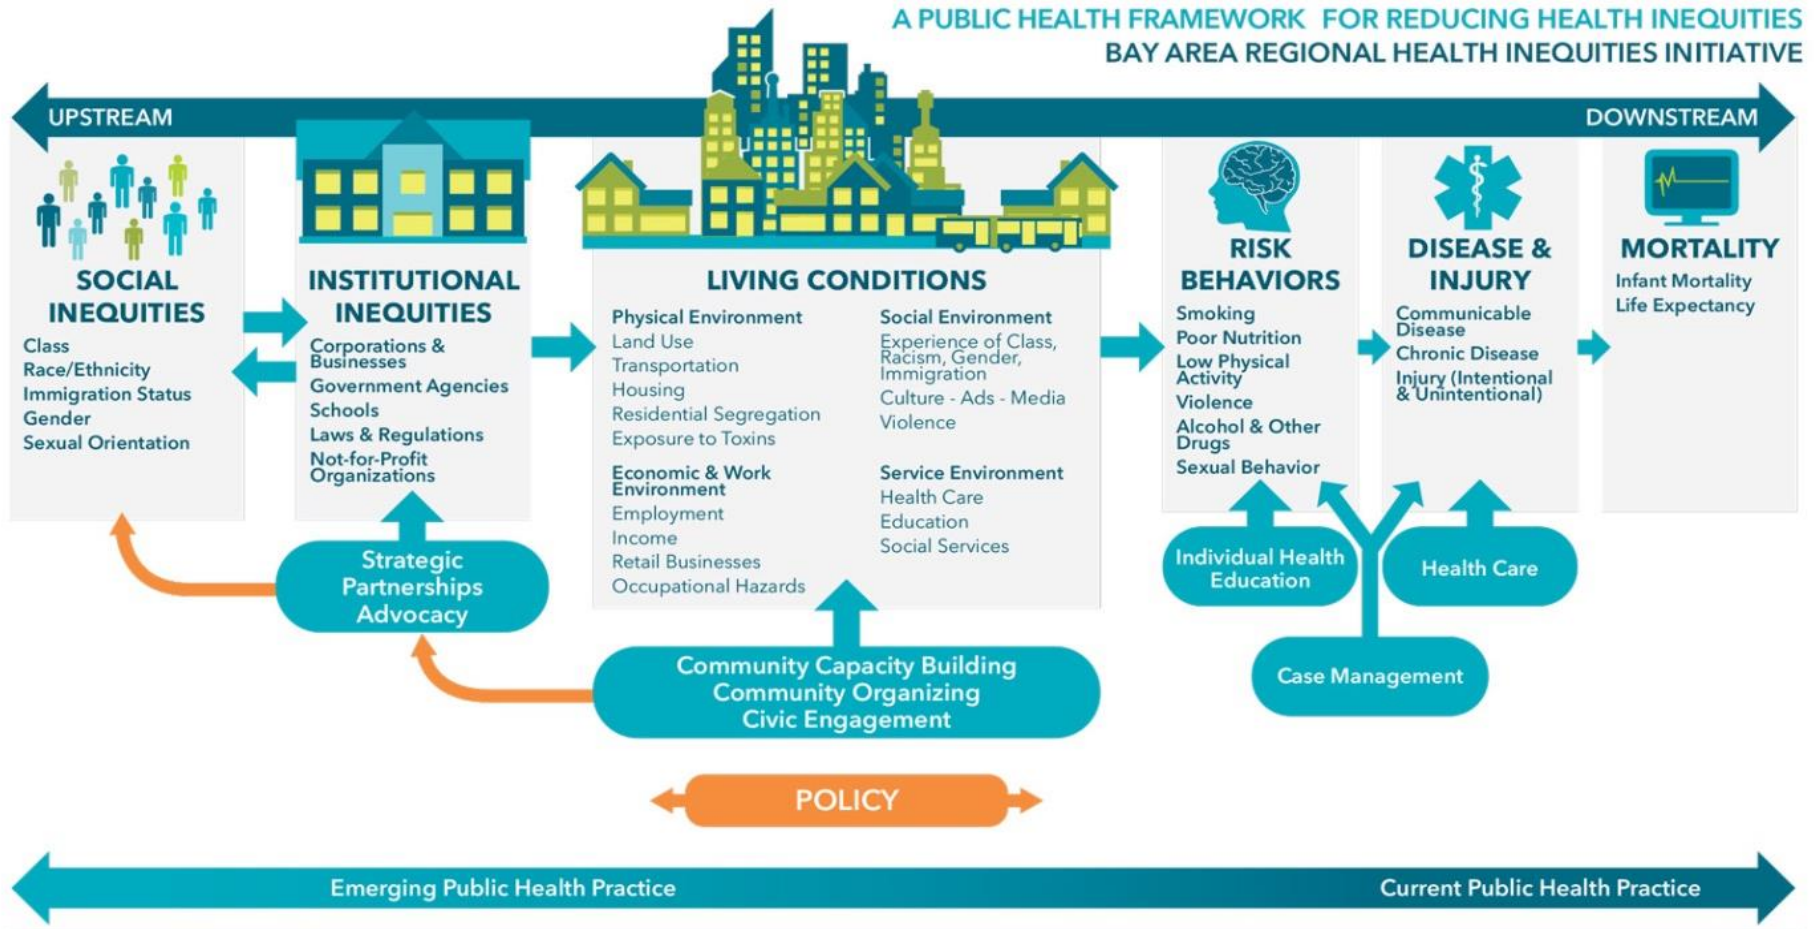 A PUBLIC HEALTH FRAMEWORK FOR REDUCING HEALTH INEQUITIES
BAY AREA REGIONAL HEALTH INEQUITIES INITIATIVE
UPSTREAM
DOWNSTREAM
SOCIAL
INEQUITIES
Class
Race/Ethnicity
Immigration Status
Gender
Sexual Orientation
INSTITUTIONAL
INEQUITIES
Corporations &
Businesses
Government Agencies
Schools
Laws & Regulations
Not-for-Profit
Organizations
LIVING CONDITIONS
Physical Environment
Land Use
Transportation
Housing
Residential Segregation
Exposure to Toxins
Economic & Work
Environment
Employment
Income
Retail Businesses
Occupational Hazards
Social Environment
Experience of Class,
Racism, Gender,
Immigration
Culture - Ads - Media
Violence
Service Environment
Health Care
Education
Social Services
RISK
BEHAVIORS
Smoking
Poor Nutrition
Low Physical
Activity
Violence
Alcohol & Other
Drugs
Sexual Behavior
DISEASE &
INJURY
Communicable
Disease
Chronic Disease
Injury (Intentional
& Unintentional)
MORTALITY
Infant Mortality
Life Expectancy
Strategic
Partnerships
Advocacy
Community Capacity Building
Community Organizing
Civic Engagement
Individual Health
Education
Health Care
Case Management
POLICY
Emerging Public Health Practice
Current Public Health Practice